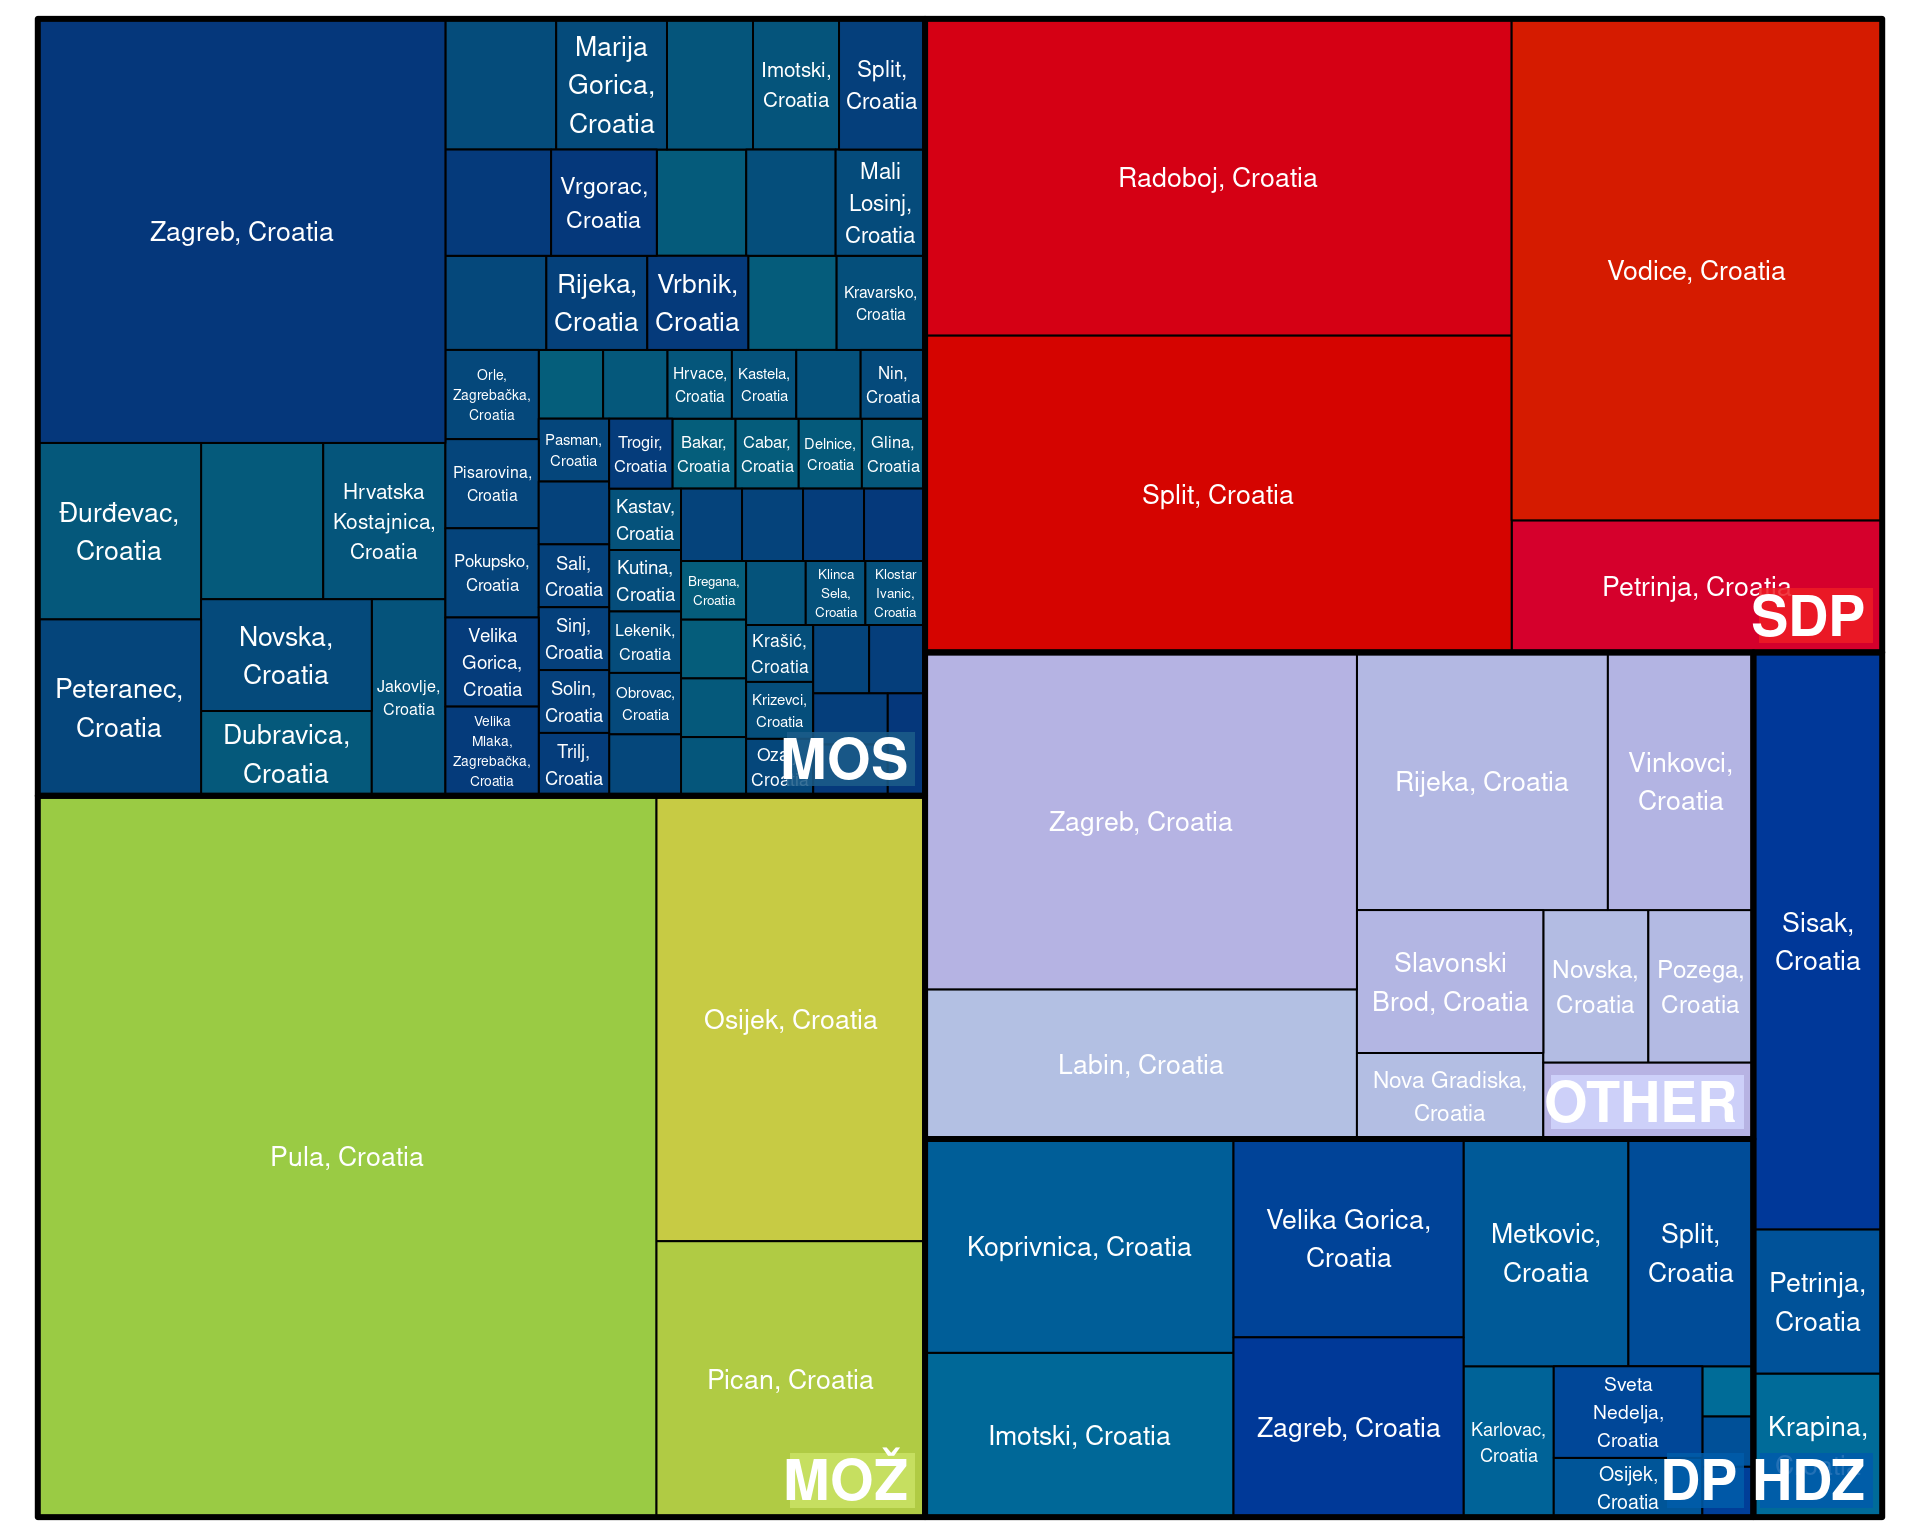 Zagreb, Croatia
Marija
Gorica,
Croatia
Imotski,
Croatia
Split,
Croatia
Vrgorac,
Croatia
Mali
Losinj,
Croatia
Rijeka,
Croatia
Vrbnik,
Croatia
Kravarsko,
Croatia
Orle,
Zagrebačka,
Croatia
Hrvace,
Croatia
Kastela,
Croatia
Nin,
Croatia
Pasman,
Croatia
Trogir,
Croatia
Bakar,
Croatia
Cabar,
Croatia
Delnice,
Croatia
Glina,
Croatia
Đurđevac,
Croatia
Hrvatska
Kostajnica,
Croatia
Pisarovina,
Croatia
Kastav,
Croatia
Pokupsko,
Croatia
Sali,
Croatia
Kutina,
Croatia
Bregana,
Croatia
Klinca
Sela,
Croatia
Klostar
Ivanic,
Croatia
Peteranec,
Croatia
Novska,
Croatia
Jakovlje,
Croatia
Dubravica,
Croatia
Velika
Gorica,
Croatia
Sinj,
Croatia
Lekenik,
Croatia
Krašić,
Croatia
Solin,
Croatia
Obrovac,
Croatia
Krizevci,
Croatia
Velika
Mlaka,
Zagrebačka,
Croatia
Trilj,
Croatia
MOS
Radoboj, Croatia
Vodice, Croatia
Split, Croatia
Petrinja, Croatia
SDP
Pula, Croatia
Osijek, Croatia
Pican, Croatia
MOŽ
Zagreb, Croatia
Rijeka, Croatia
Vinkovci,
Croatia
Labin, Croatia
Slavonski
Brod, Croatia
Novska,
Croatia
Pozega,
Croatia
Nova Gradiska,
Croatia
OTHER
Koprivnica, Croatia
Velika Gorica,
Croatia
Metkovic,
Croatia
Split,
Croatia
Imotski, Croatia
Zagreb, Croatia
Karlovac,
Croatia
Sveta
Nedelja,
Croatia
Osijek,
Croatia
DP
Sisak,
Croatia
Petrinja,
Croatia
Krapina,
HDZ